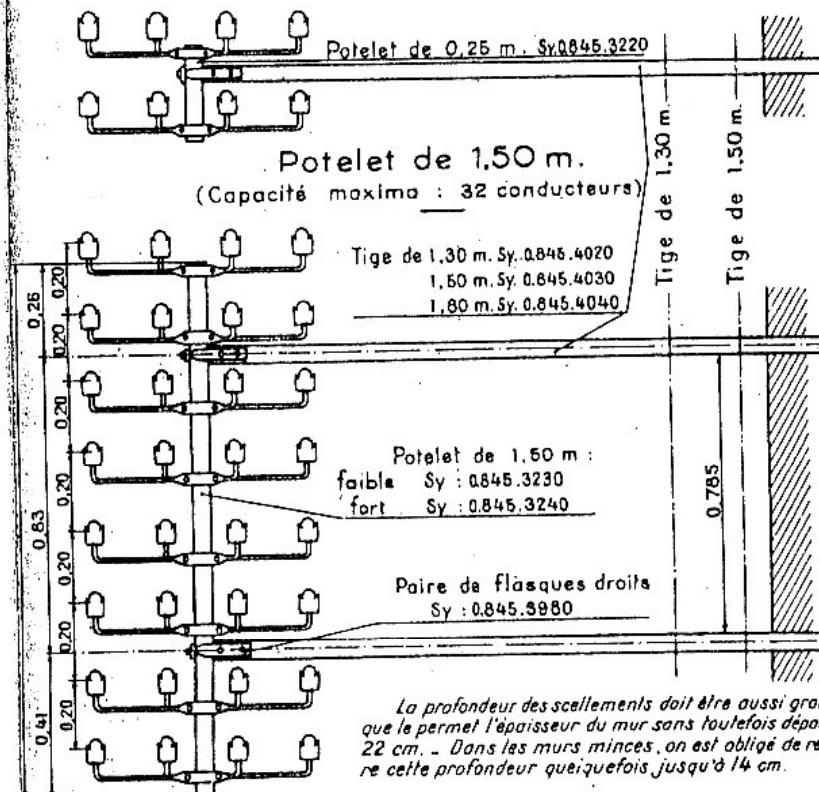 Potelet de 0,25 m. Sy.0.845.3220
Potelet de 1,50 m.
(Capacité maxima : 32 conducteurs)
Tige de 1,30 m.
Tige de 1,50 m.
Tige de 1,30 m. Sy. 0.845.4020
1,50 m. Sy. 0.845.4030
1,80 m. Sy. 0.845.4040
0,25
0,83
0,41
0,20
0,20
0,20
0,20
0,20
0,20
0,20
0,785
Potelet de 1,50 m :
faible Sy : 0.845.3230
fort Sy : 0.845.3240
Paire de flasques droits
Sy : 0.845.3980
La profondeur des scellements doit être aussi gra
que le permet l'épaisseur du mur sans toutefois dépa
22 cm. _ Dans les murs minces, on est obligé de ré
re cette profondeur quelquefois jusqu'à 14 cm.